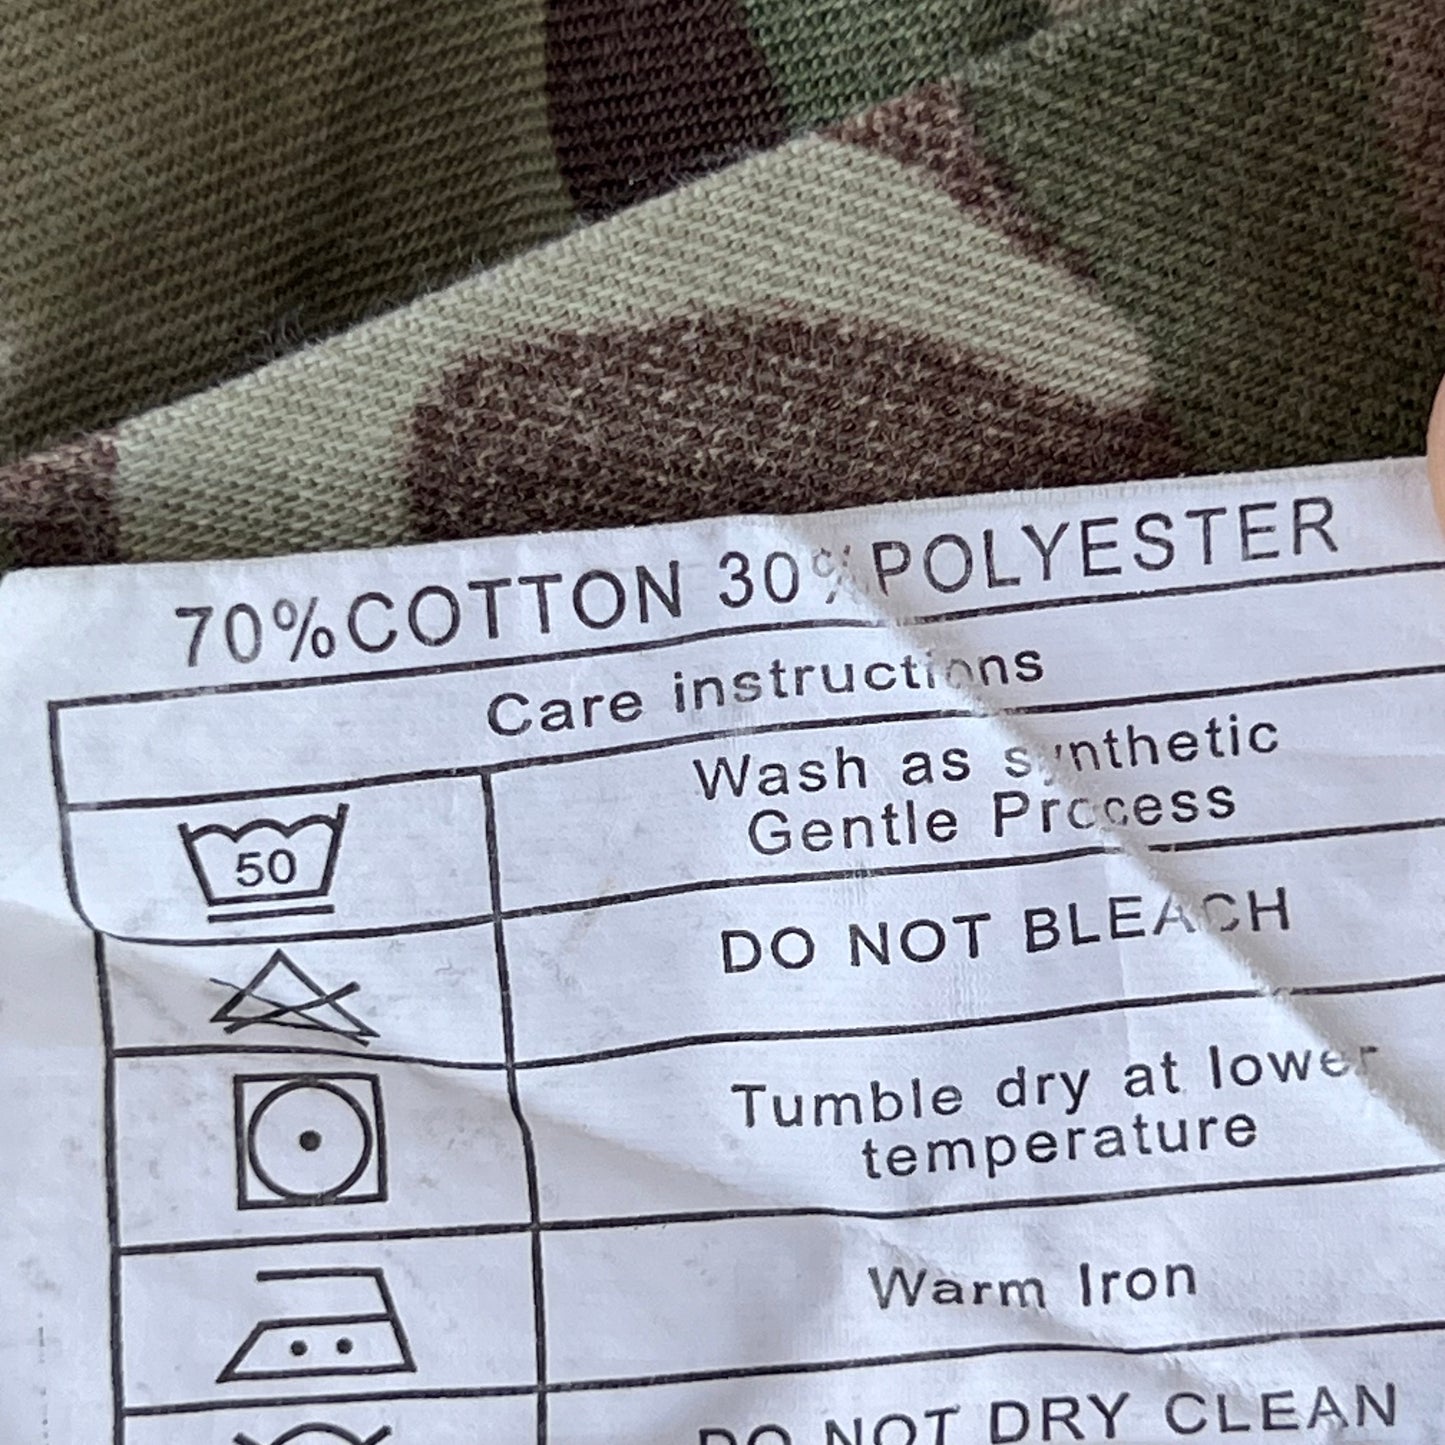 70%COTTON 30% POLYESTER
Care instructions
Wash as synthetic
Gentle Process
50
DO NOT BLEACH
Tumble dry at lower
temperature
Warm Iron
DO NOT DRY CLEAN